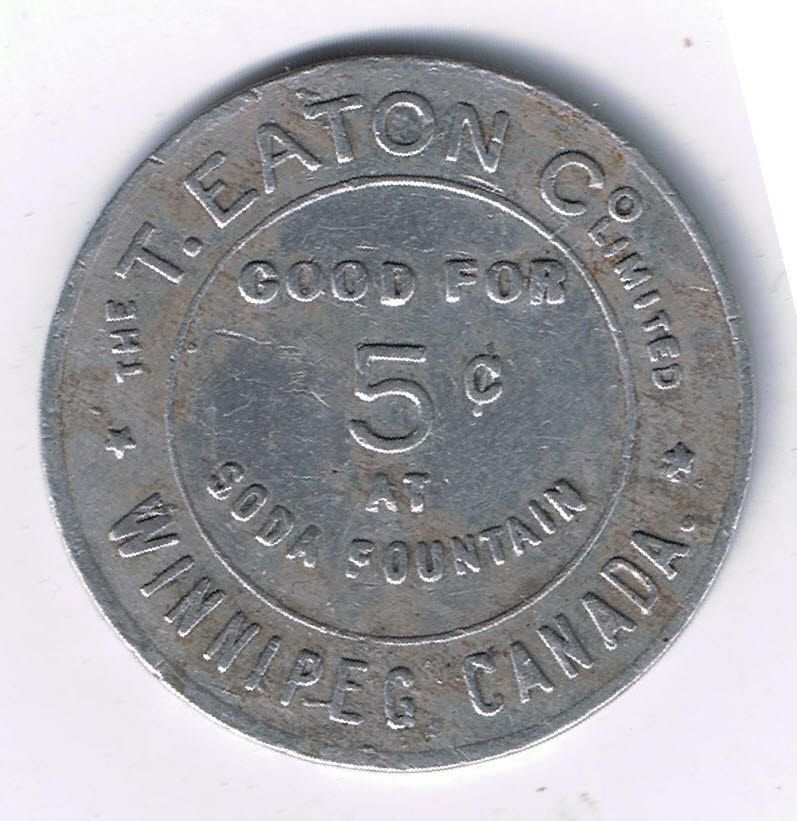 THE T. EATON Co LIMITED
GOOD FOR
5 ¢
AT
SODA FOUNTAIN
WINNIPEG CANADA.